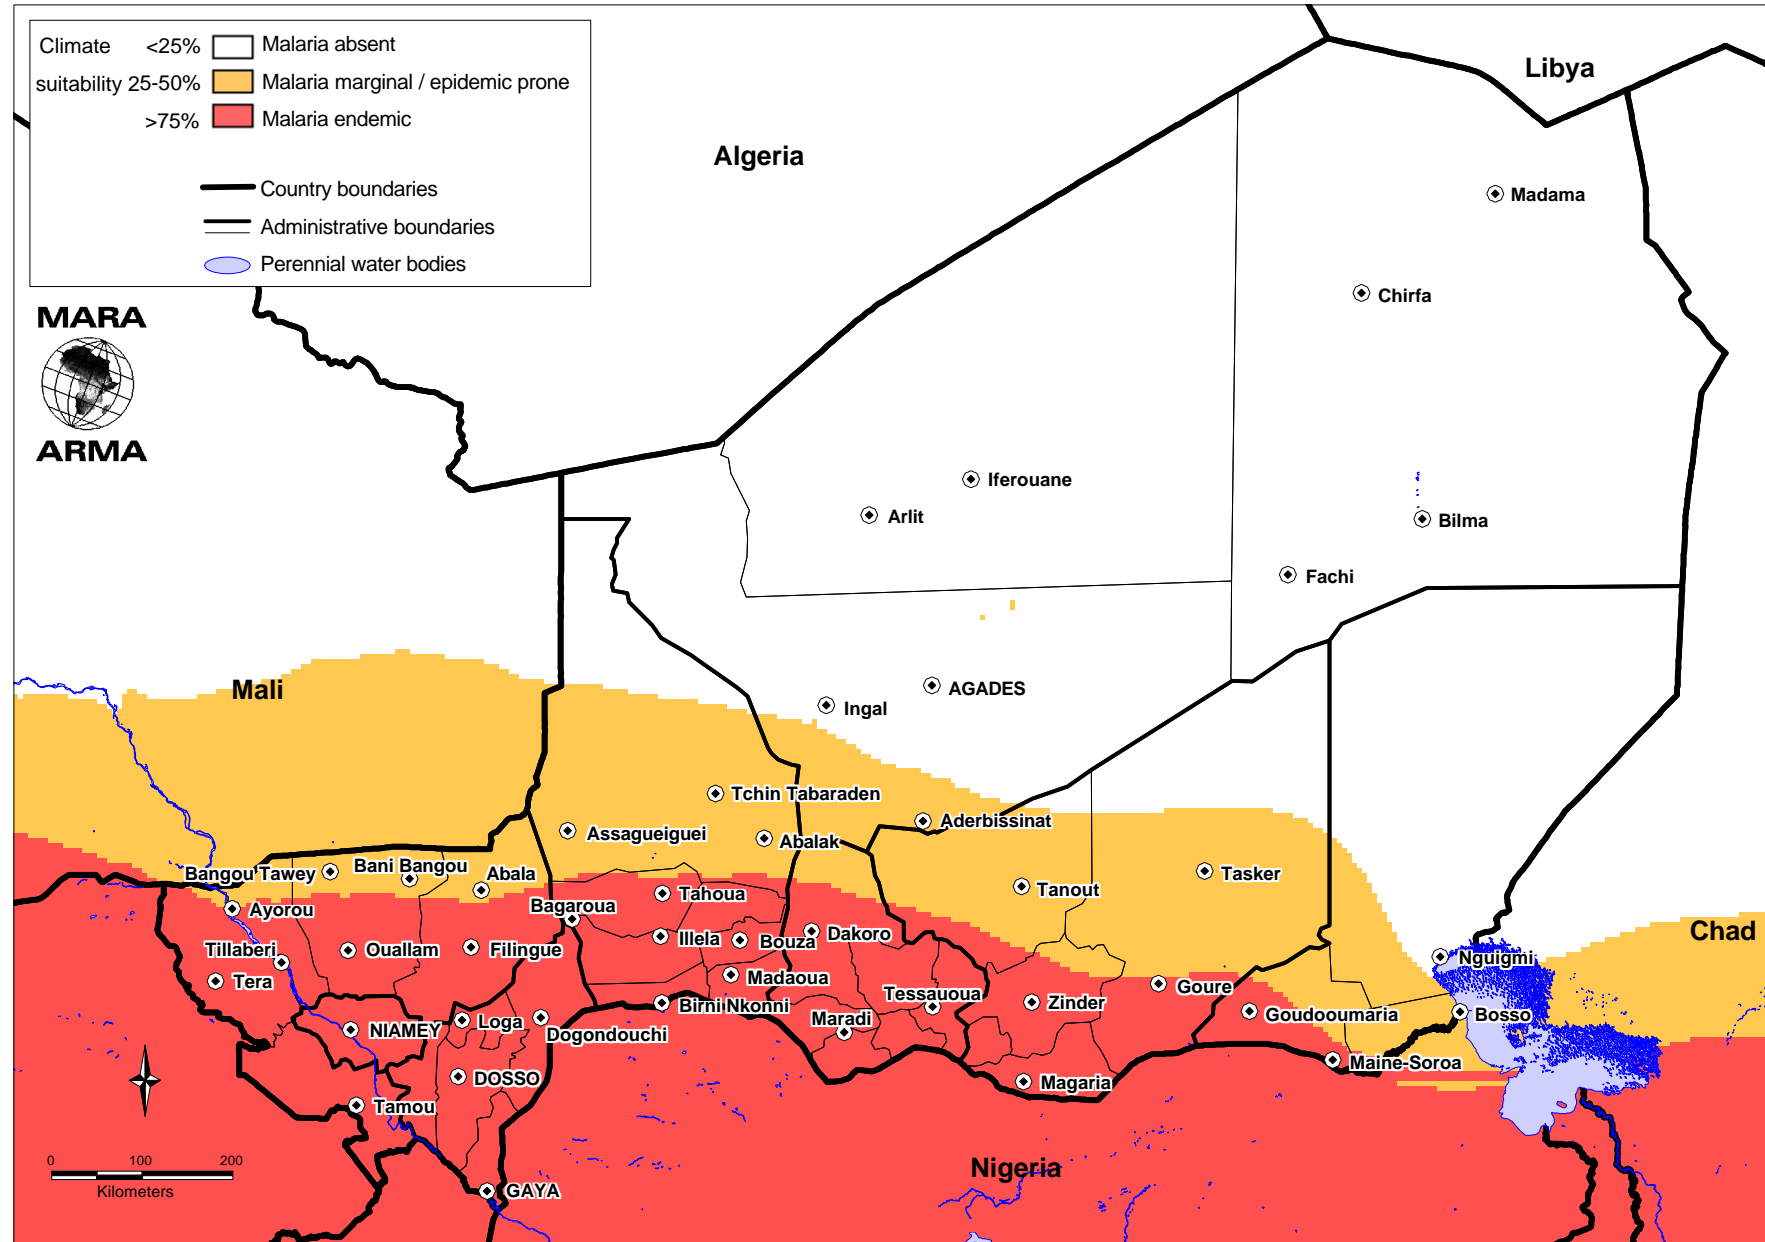 Climate <25% Malaria absent
suitability 25-50% Malaria marginal / epidemic prone
>75% Malaria endemic
Country boundaries
Administrative boundaries
Perennial water bodies
MARA
ARMA
Libya
Algeria
Madama
Chirfa
Iferouane
Arlit
Bilma
Fachi
Mali
AGADES
Ingal
Tchin Tabaraden
Aderbissinat
Assagueiguei
Abalak
Bangou Tawey
Bani Bangou
Abala
Tahoua
Tanout
Tasker
Ayorou
Bagaroua
Dakoro
Chad
Tillaberi
Ouallam
Filingue
Illela
Bouza
Nguigmi
Tera
Madaoua
Goure
Tessauoua
Zinder
Birni Nkonni
Maradi
Goudooumaria
Bosso
NIAMEY
Loga
Dogondouchi
Maine-Soroa
DOSSO
Magaria
Tamou
Nigeria
0 100 200
Kilometers
GAYA